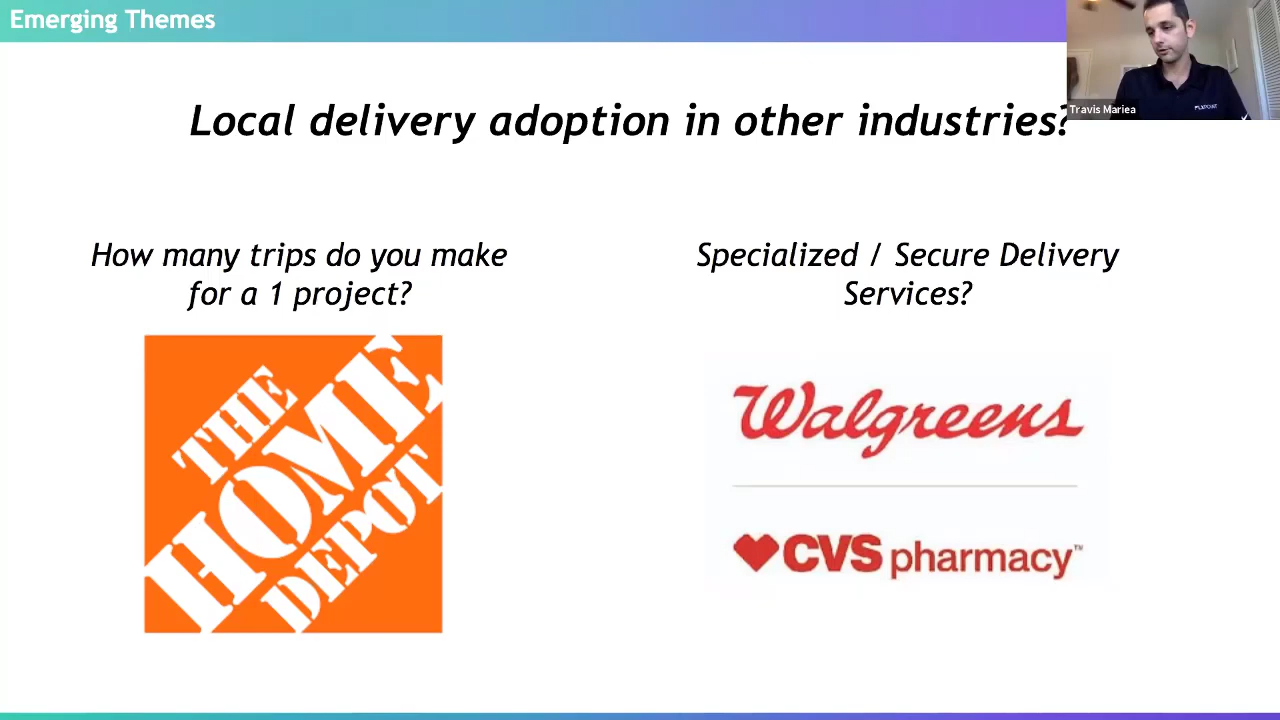 Emerging Themes
Travis Mariea
Local delivery adoption in other industries?
How many trips do you make
for a 1 project?
THE
HOME
DEPOT
Specialized / Secure Delivery
Services?
Walgreens
CVS pharmacy™